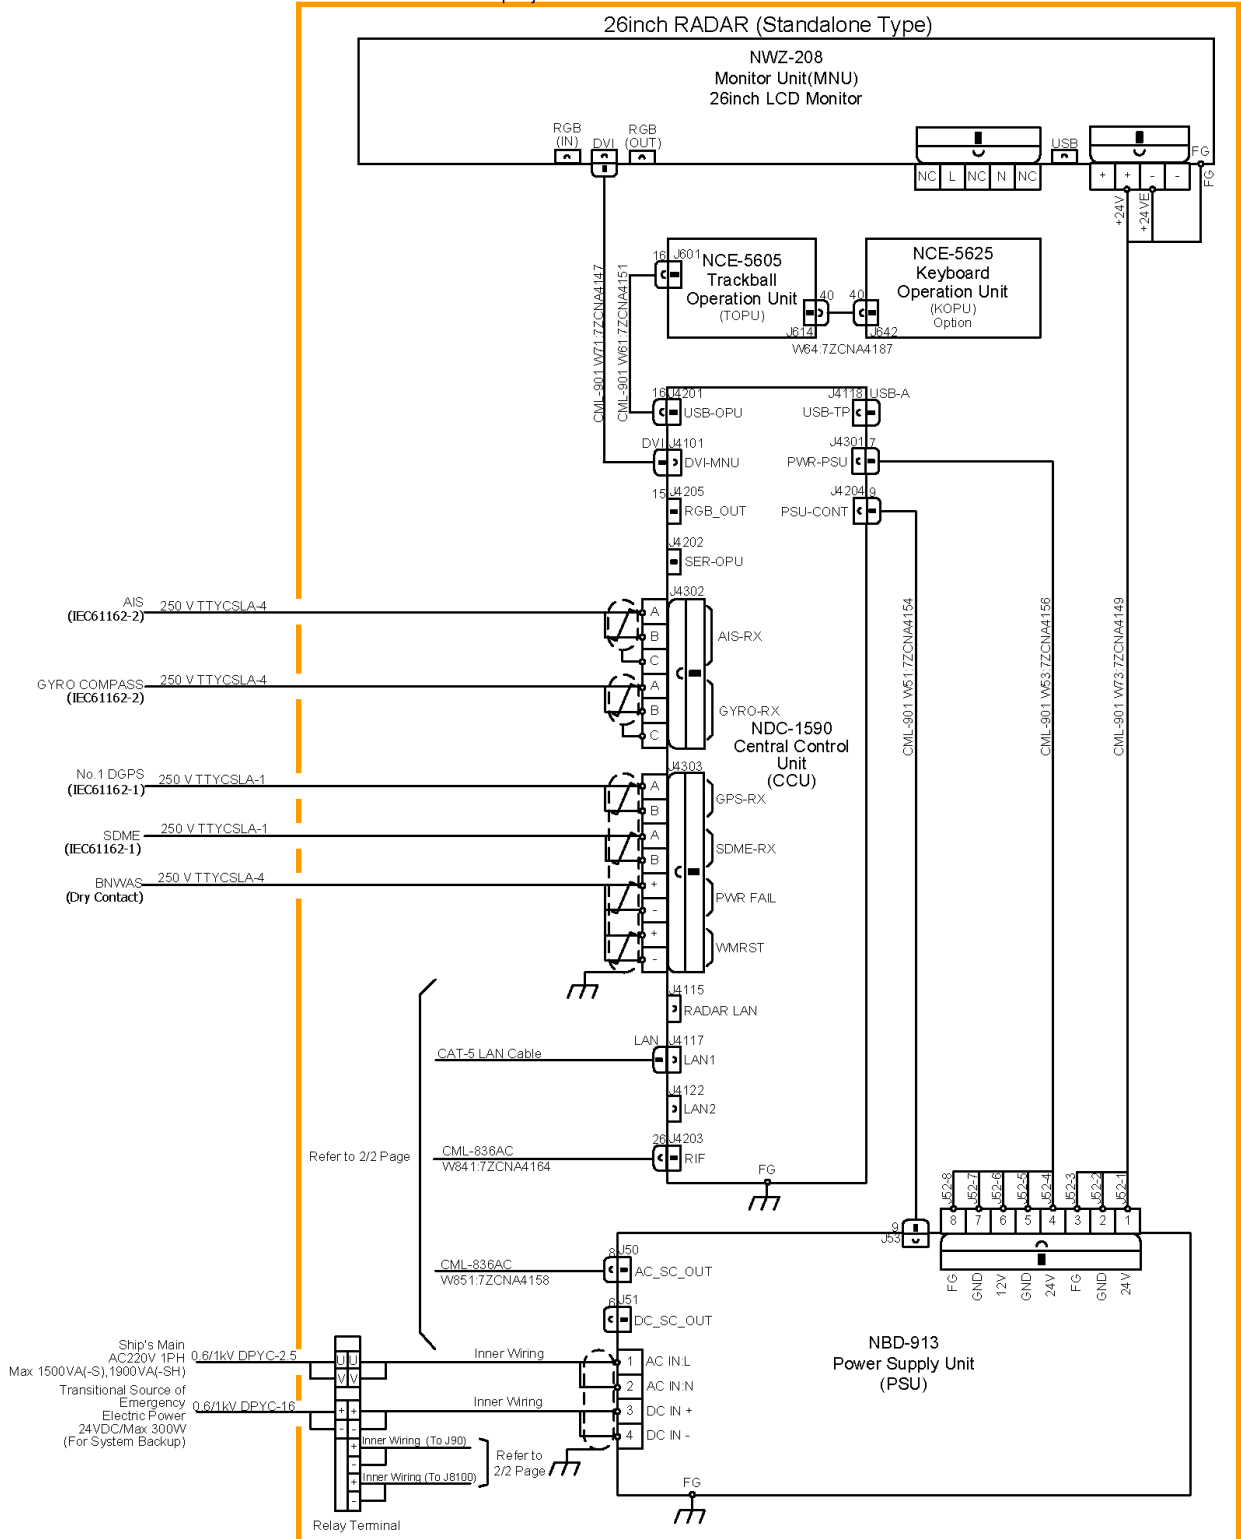 26inch RADAR (Standalone Type)
NWZ-208
Monitor Unit(MNU)
26inch LCD Monitor
RGB
(IN)
DVI
RGB
(OUT)
USB
FG
NC L NC N NC
+ + - -
FG
+24V
+24VE
CML-901 W71:7ZCNA4147
CML-901 W61:7ZCNA4151
16 J601
NCE-5605
Trackball
Operation Unit
(TOPU)
40
J614
40
NCE-5625
Keyboard
Operation Unit
(KOPU)
Option
J642
W64:7ZCNA4187
16 J4201
USB-OPU
J4118 USB-A
USB-TP
DVI J4101
DVI-MNU
J4301 7
PWR-PSU
15 J4205
RGB_OUT
J4204 9
PSU-CONT
J4202
SER-OPU
AIS
(IEC61162-2)
250 V TTYCSLA-4
J4302
A
B
C
AIS-RX
GYRO COMPASS
(IEC61162-2)
250 V TTYCSLA-4
A
B
C
GYRO-RX
NDC-1590
Central Control
Unit
(CCU)
CML-901 W51:7ZCNA4154
CML-901 W53:7ZCNA4156
CML-901 W73:7ZCNA4149
No.1 DGPS
(IEC61162-1)
250 V TTYCSLA-1
J4303
A
B
GPS-RX
SDME
(IEC61162-1)
250 V TTYCSLA-1
A
B
SDME-RX
BNWAS
(Dry Contact)
250 V TTYCSLA-4
+
-
PWR FAIL
+
-
WMRST
J4115
RADAR LAN
CAT-5 LAN Cable
LAN J4117
LAN1
J4122
LAN2
Refer to 2/2 Page
CML-836AC
W841:7ZCNA4164
26 J4203
RIF
FG
J52-8 J52-7 J52-6 J52-5 J52-4 J52-3 J52-2 J52-1
8 7 6 5 4 3 2 1
FG GND 12V GND 24V FG GND 24V
9
J53
CML-836AC
W851:7ZCNA4158
8 J50
AC_SC_OUT
6 J51
DC_SC_OUT
NBD-913
Power Supply Unit
(PSU)
Ship's Main
AC220V 1PH
Max 1500VA(-S),1900VA(-SH)
0.6/1kV DPYC-2.5
U U
V V
Inner Wiring
1 AC IN:L
2 AC IN:N
Transitional Source of
Emergency
Electric Power
24VDC/Max 300W
(For System Backup)
0.6/1kV DPYC-16
+ +
- -
Inner Wiring
3 DC IN +
4 DC IN -
+
Inner Wiring (To J90)
-
+
Inner Wiring (To J8100)
-
Refer to
2/2 Page
FG
Relay Terminal